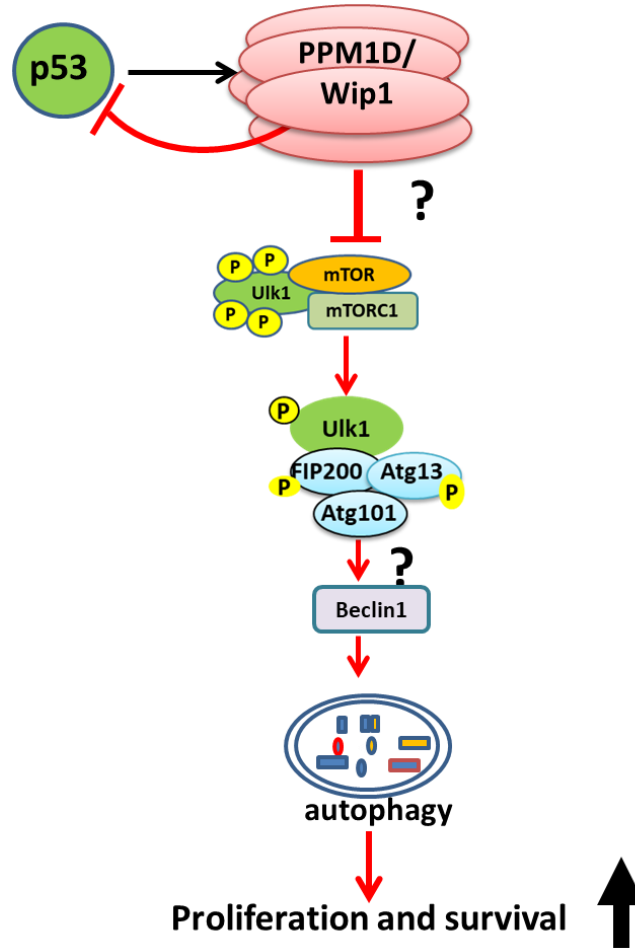 p53
PPM1D/
Wip1
?
P
P
mTOR
Ulk1
P
P
mTORC1
P
Ulk1
FIP200
Atg13
P
P
Atg101
?
Beclin1
autophagy
Proliferation and survival